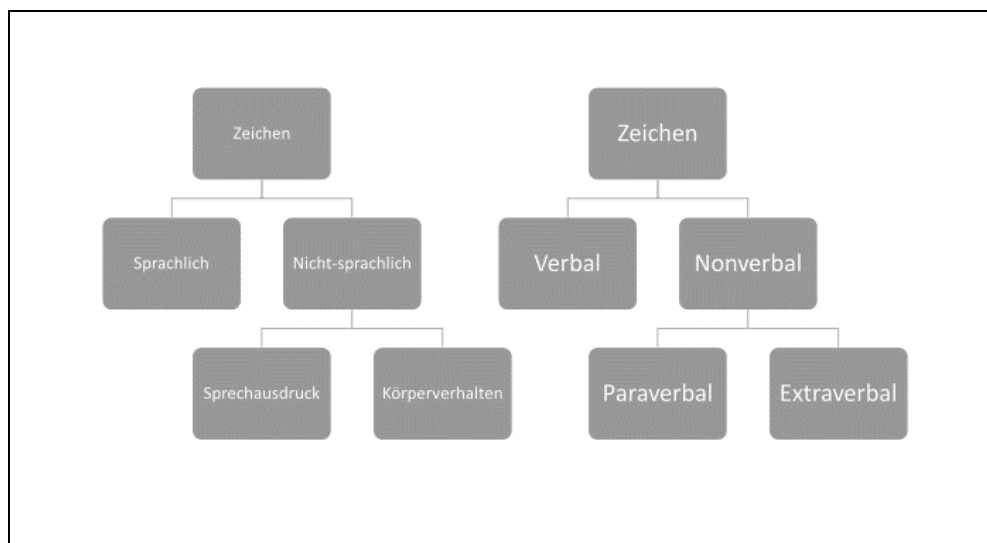 Zeichen
Sprachlich
Nicht-sprachlich
Sprechausdruck
Körperverhalten
Zeichen
Verbal
Nonverbal
Paraverbal
Extraverbal